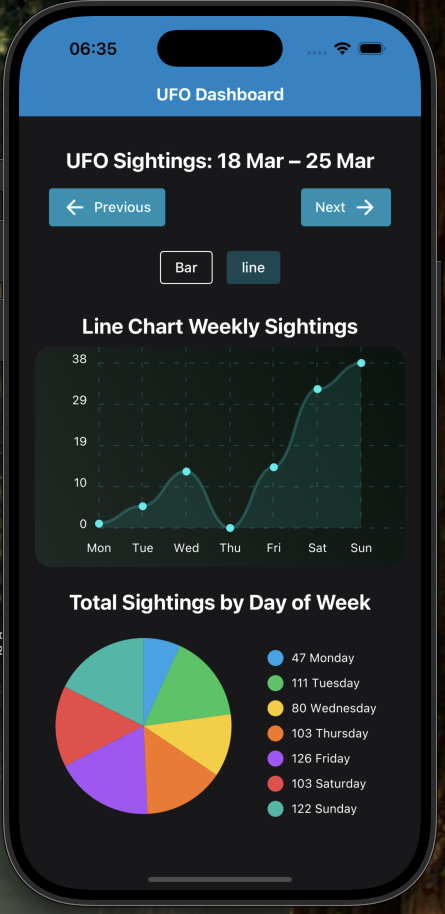 06:35
UFO Dashboard
UFO Sightings: 18 Mar – 25 Mar
Previous
Next
Bar
line
Line Chart Weekly Sightings
38
29
19
10
0
Mon Tue Wed Thu Fri Sat Sun
Total Sightings by Day of Week
47 Monday
111 Tuesday
80 Wednesday
103 Thursday
126 Friday
103 Saturday
122 Sunday